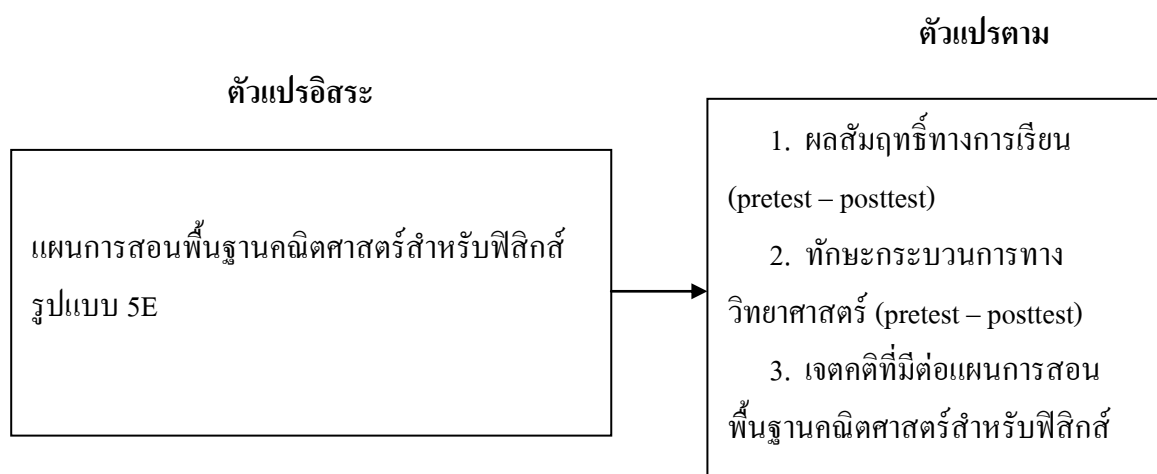 ตัวแปรตาม
ตัวแปรอิสระ
1. ผลสัมฤทธิ์ทางการเรียน
(pretest – posttest)
2. ทักษะกระบวนการทาง
วิทยาศาสตร์ (pretest – posttest)
3. เจตคติที่มีต่อแผนการสอน
พื้นฐานคณิตศาสตร์สำหรับฟิสิกส์
แผนการสอนพื้นฐานคณิตศาสตร์สำหรับฟิสิกส์
รูปแบบ 5E